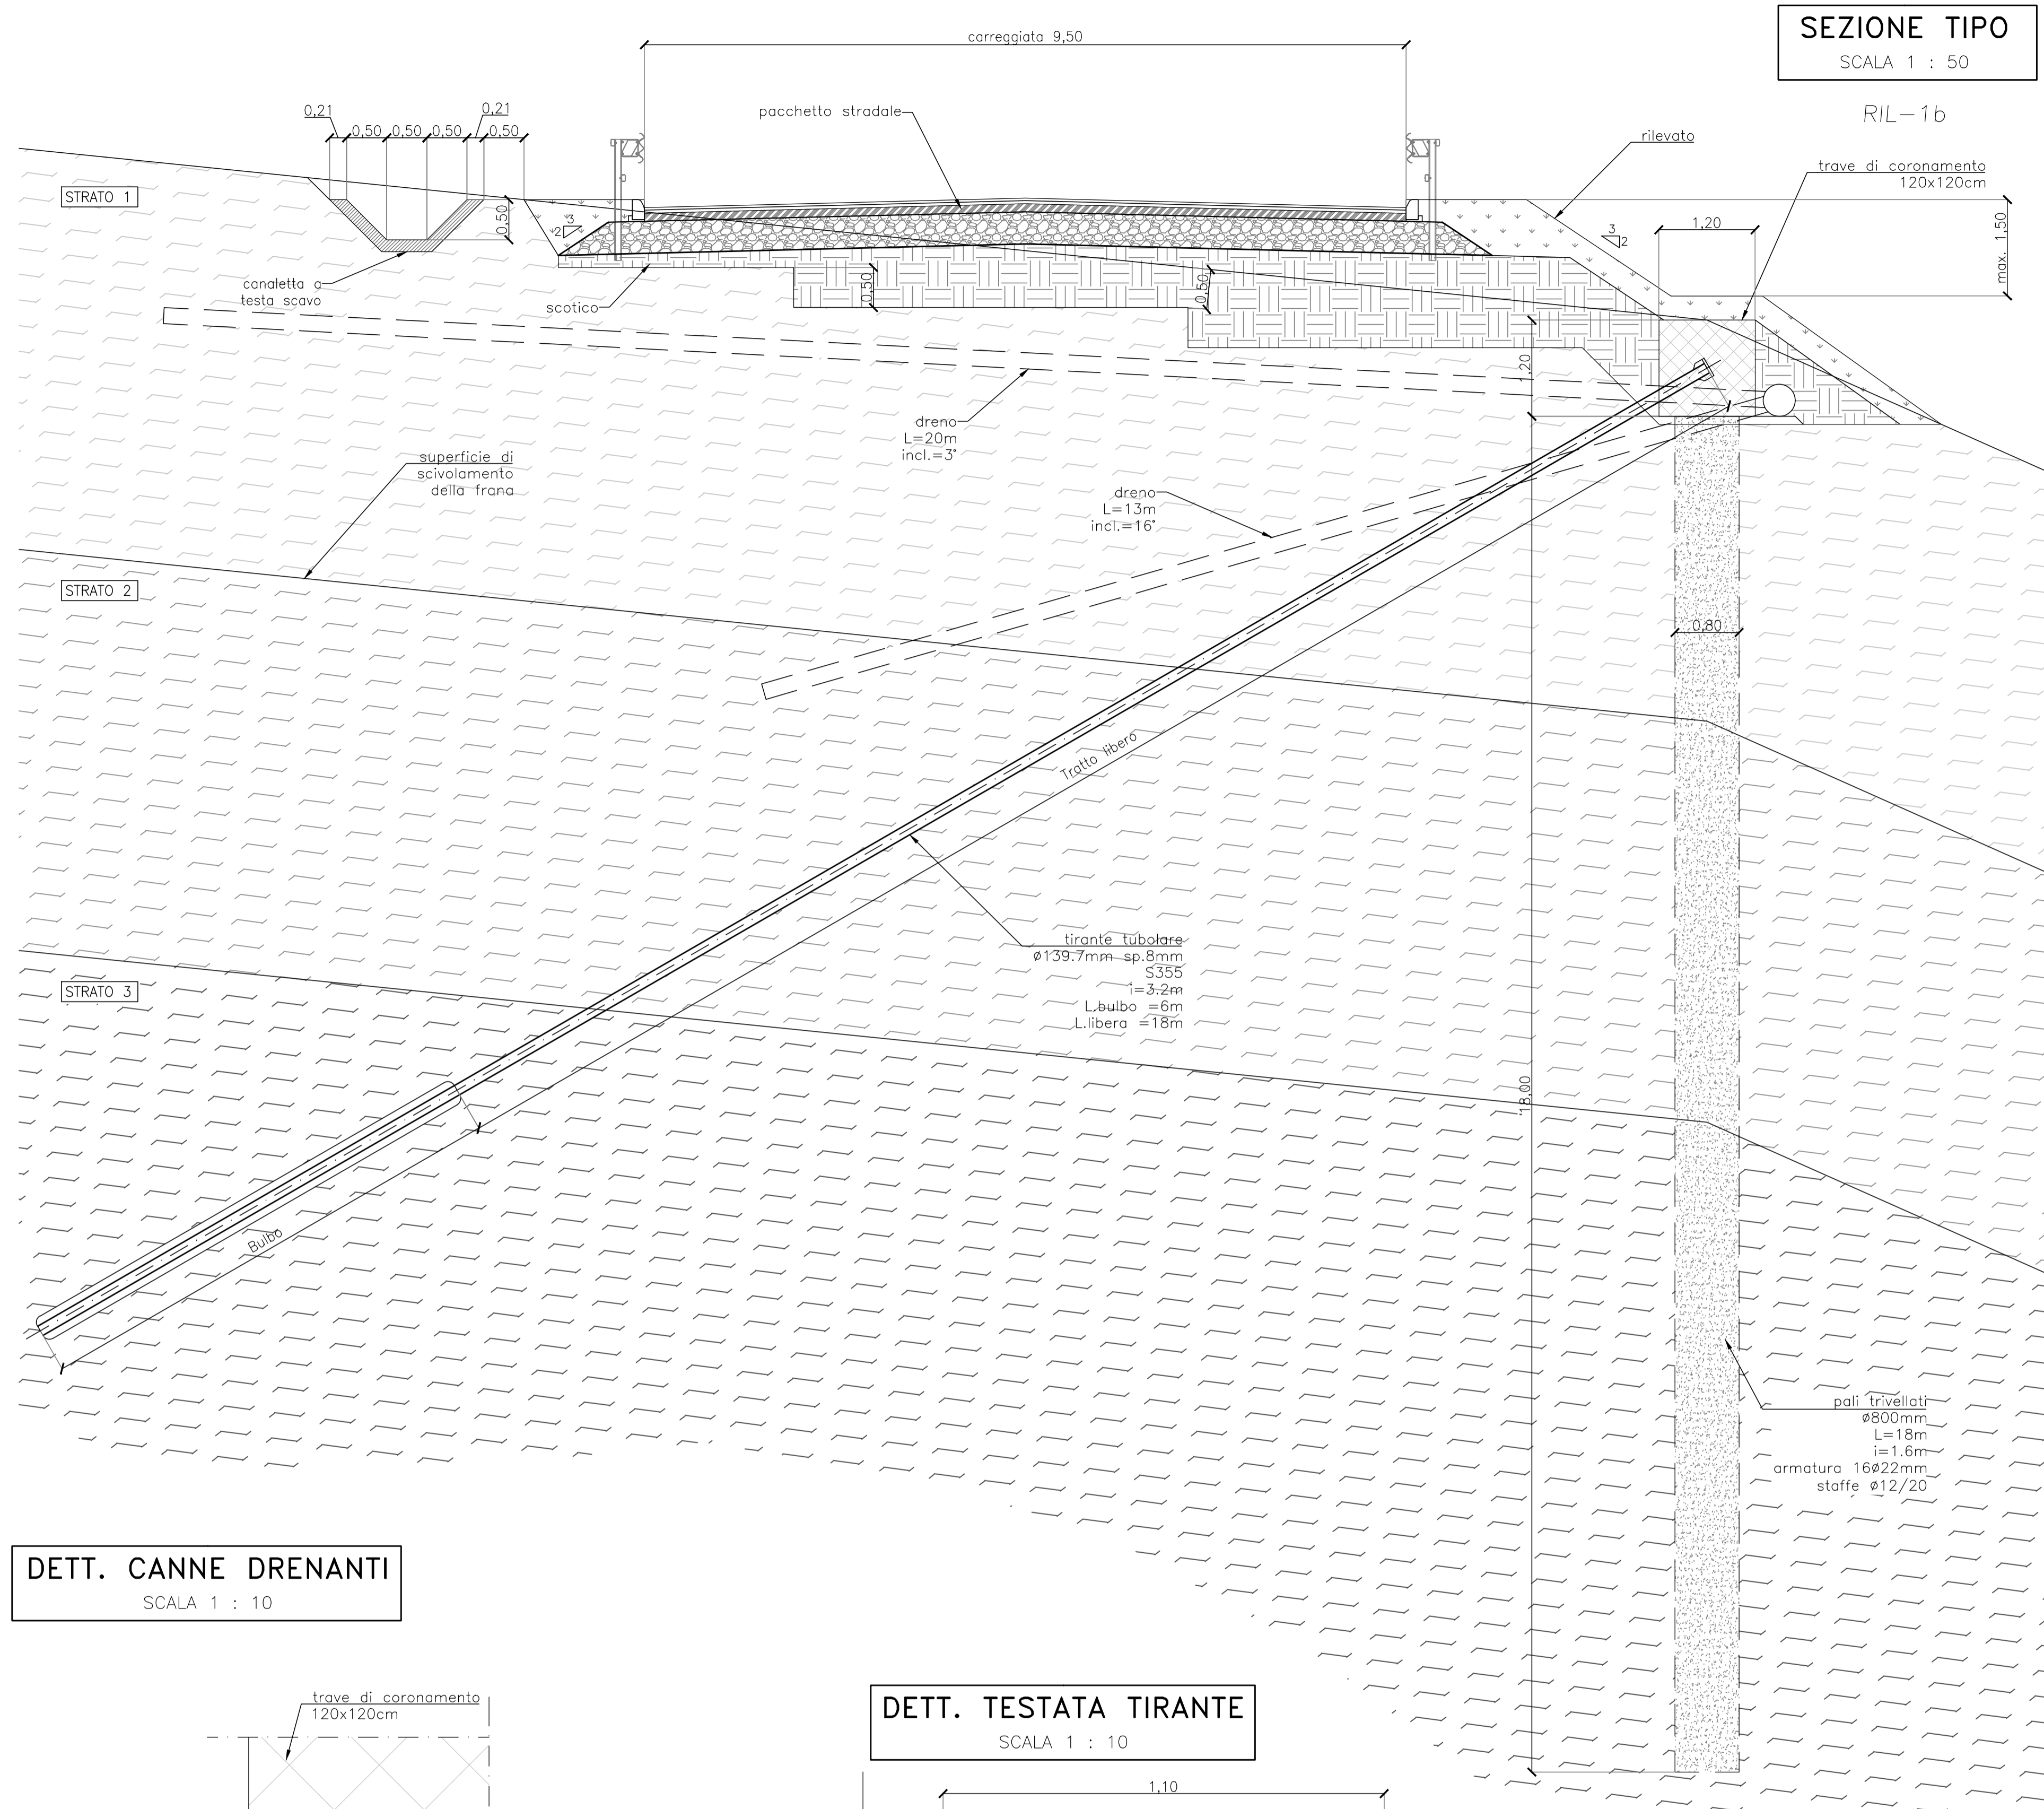 SEZIONE TIPO
SCALA 1 : 50
RIL-1b
carreggiata 9,50
pacchetto stradale
rilevato
trave di coronamento
120x120cm
0,21
0,50
0,50
0,50
0,21
0,50
STRATO 1
0,50
3
2
3
2
1,20
max. 1,50
canaletta a
testa scavo
scotico
0,50
0,50
1,20
dreno
L=20m
incl.=3°
superficie di
scivolamento
della frana
dreno
L=13m
incl.=16°
STRATO 2
0,80
Tratto libero
tirante tubolare
ø139.7mm sp.8mm
S355
i=3.2m
L.bulbo =6m
L.libera =18m
STRATO 3
18,00
Bulbo
pali trivellati
ø800mm
L=18m
i=1.6m
armatura 16ø22mm
staffe ø12/20
DETT. CANNE DRENANTI
SCALA 1 : 10
trave di coronamento
120x120cm
DETT. TESTATA TIRANTE
SCALA 1 : 10
1,10